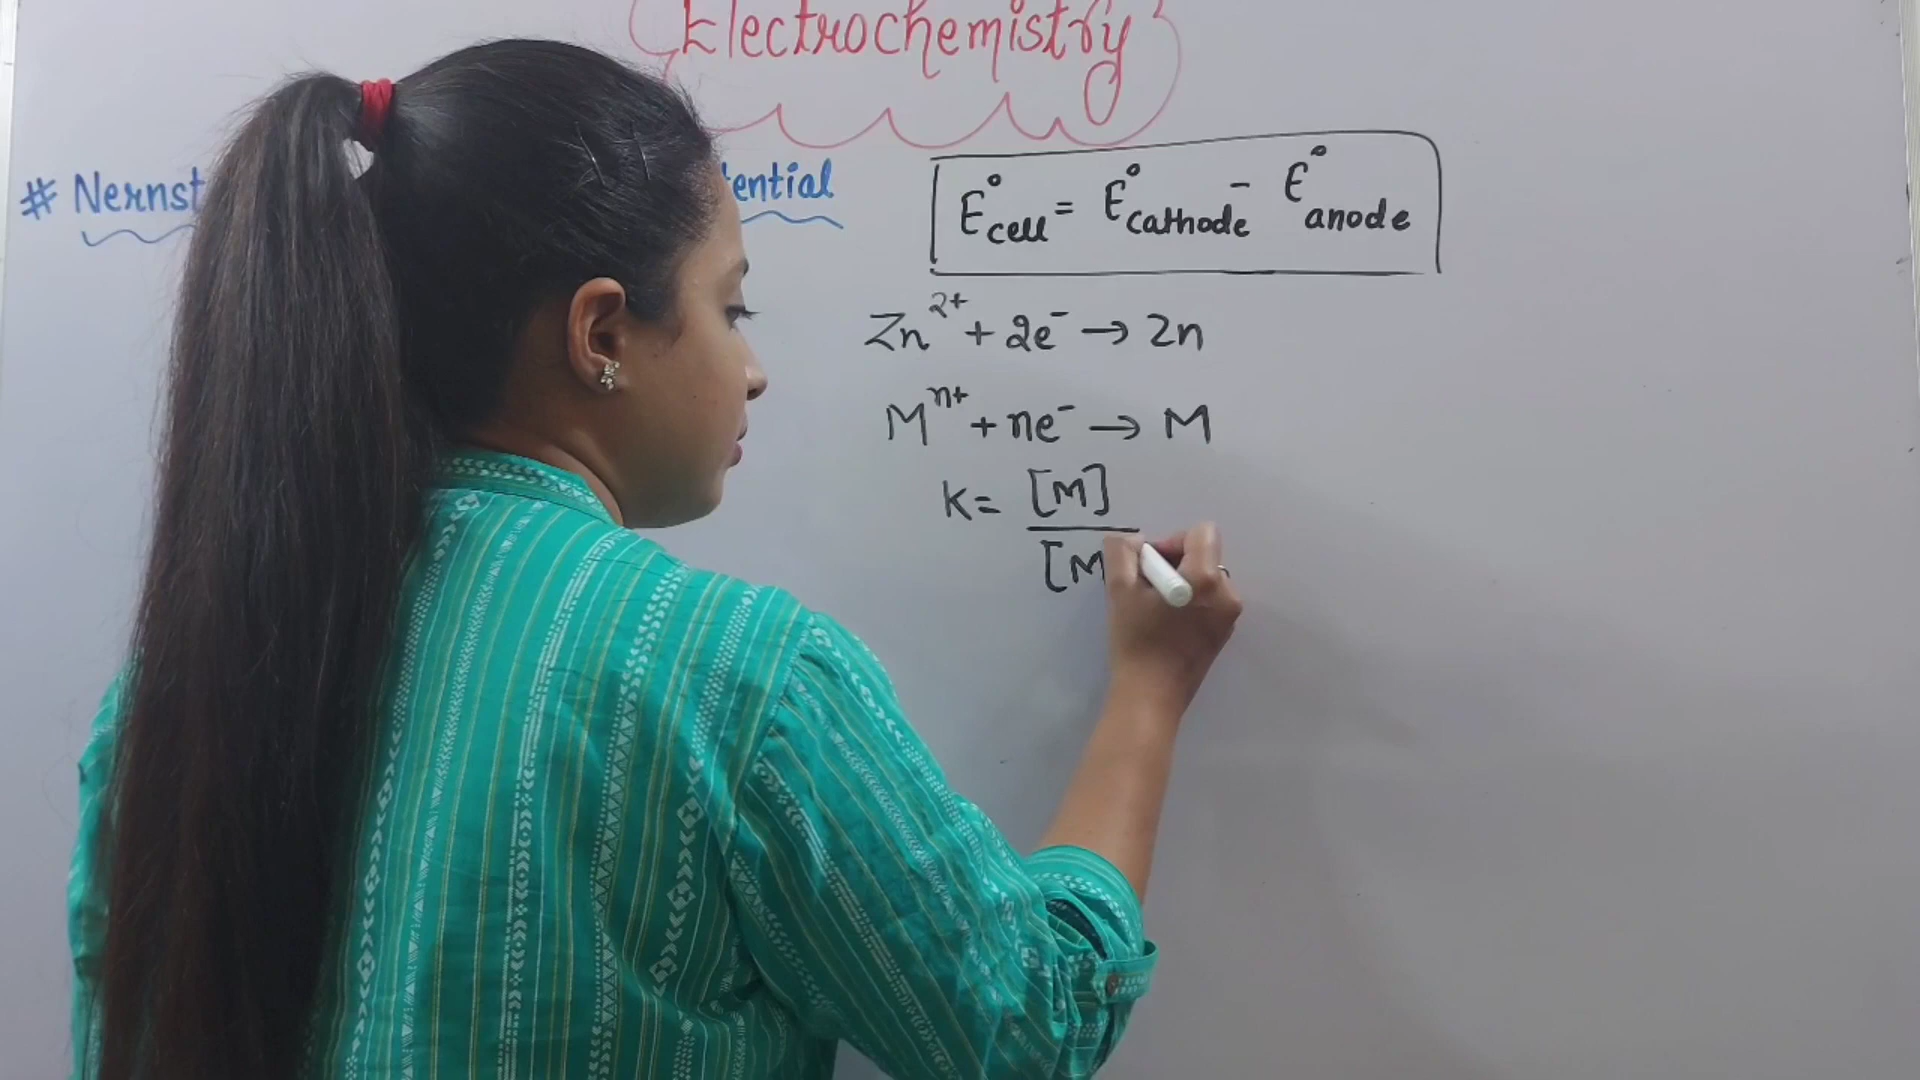 Electrochemistry
# Nernst
tential
E°cell = E°cathode - E°anode
Zn²⁺ + 2e⁻ → Zn
Mⁿ⁺ + ne⁻ → M
K = [M]
[M